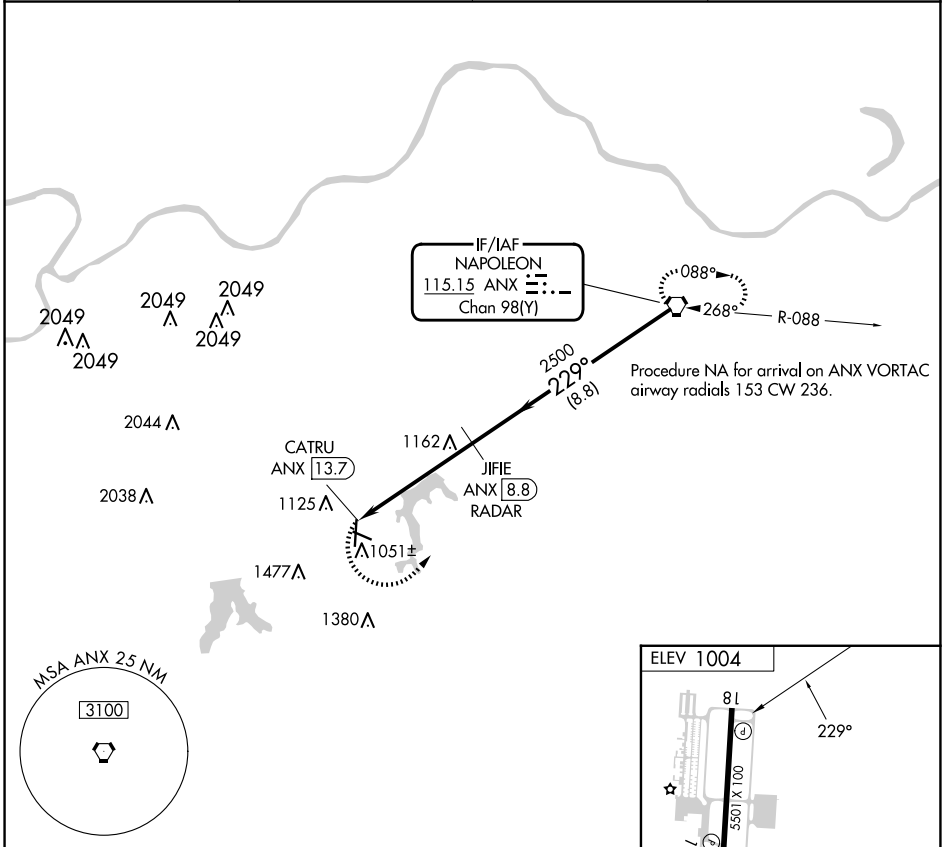 IF/IAF
NAPOLEON
115.15 ANX
Chan 98(Y)
088°
268°
R-088
2049
2049
2049
2049
2049
2500
229°
(8.8)
Procedure NA for arrival on ANX VORTAC
airway radials 153 CW 236.
2044
1162
CATRU
ANX 13.7
JIFIE
ANX 8.8
RADAR
2038
1125
1051±
1477
1380
MSA ANX 25 NM
3100
ELEV 1004
18
229°
P
5501 X 100
P